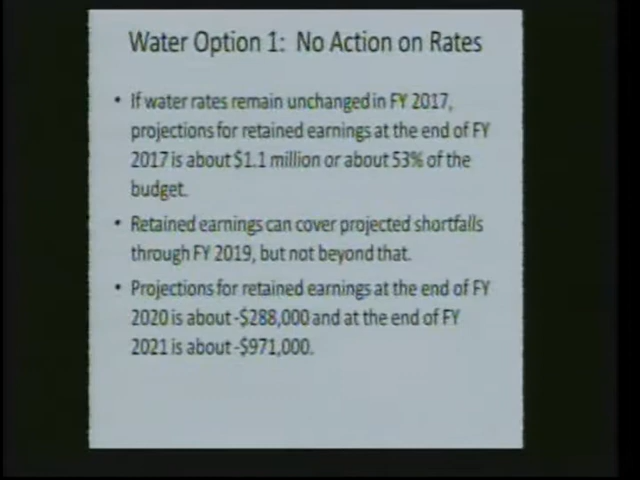 Water Option 1: No Action on Rates
• If water rates remain unchanged in FY 2017,
projections for retained earnings at the end of FY
2017 is about $1.1 million or about 53% of the
budget.
• Retained earnings can cover projected shortfalls
through FY 2019, but not beyond that.
• Projections for retained earnings at the end of FY
2020 is about -$288,000 and at the end of FY
2021 is about -$971,000.